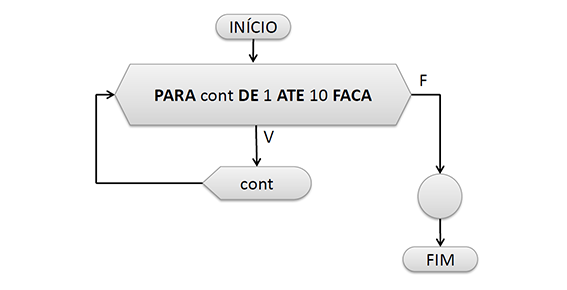 INÍCIO
PARA cont DE 1 ATE 10 FACA
F
V
cont
FIM